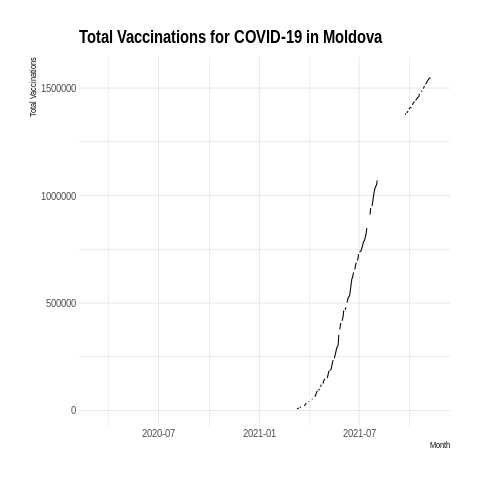 Total Vaccinations for COVID-19 in Moldova
Total Vaccinations
1500000
1000000
500000
0
2020-07
2021-01
2021-07
Month